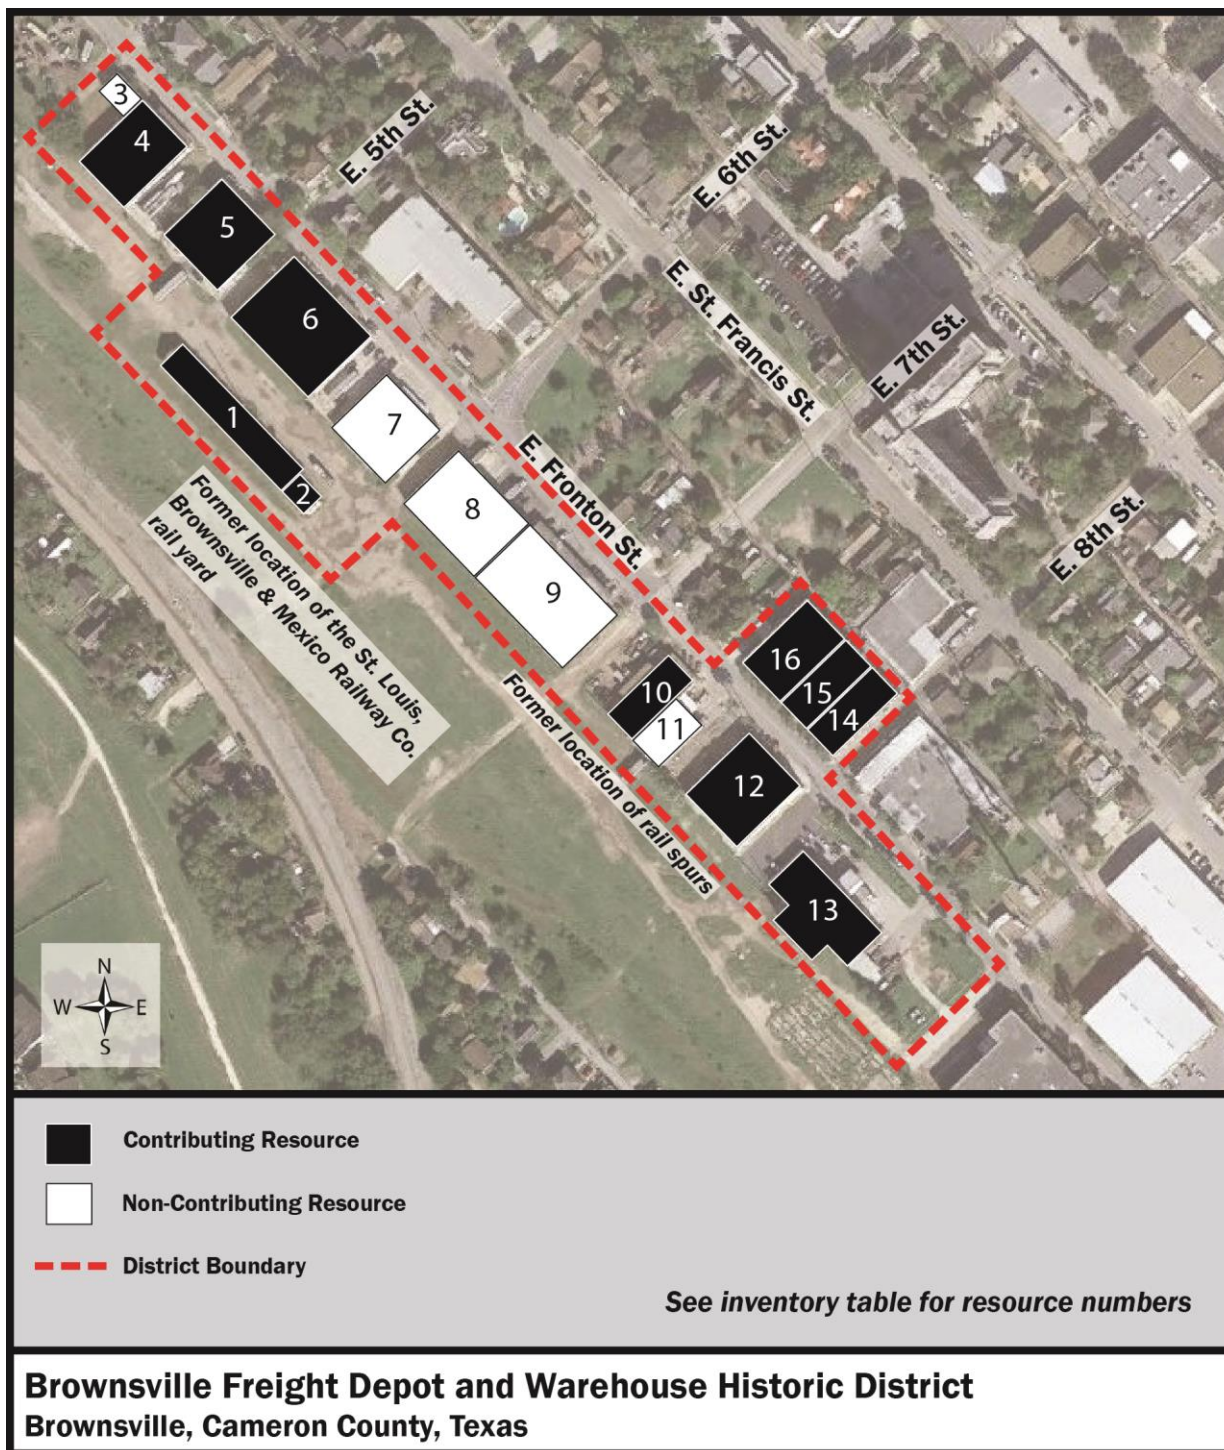 3
4
E. 5th St.
E. 6th St.
5
6
E. St. Francis St.
E. 7th St.
1
7
2
8
E. Fronton St.
E. 8th St.
Former location of the St. Louis,
Brownsville & Mexico Railway Co.
rail yard
9
16
15
14
10
11
Former location of rail spurs
12
13
N
W
E
S
Contributing Resource
Non-Contributing Resource
District Boundary
See inventory table for resource numbers
Brownsville Freight Depot and Warehouse Historic District
Brownsville, Cameron County, Texas